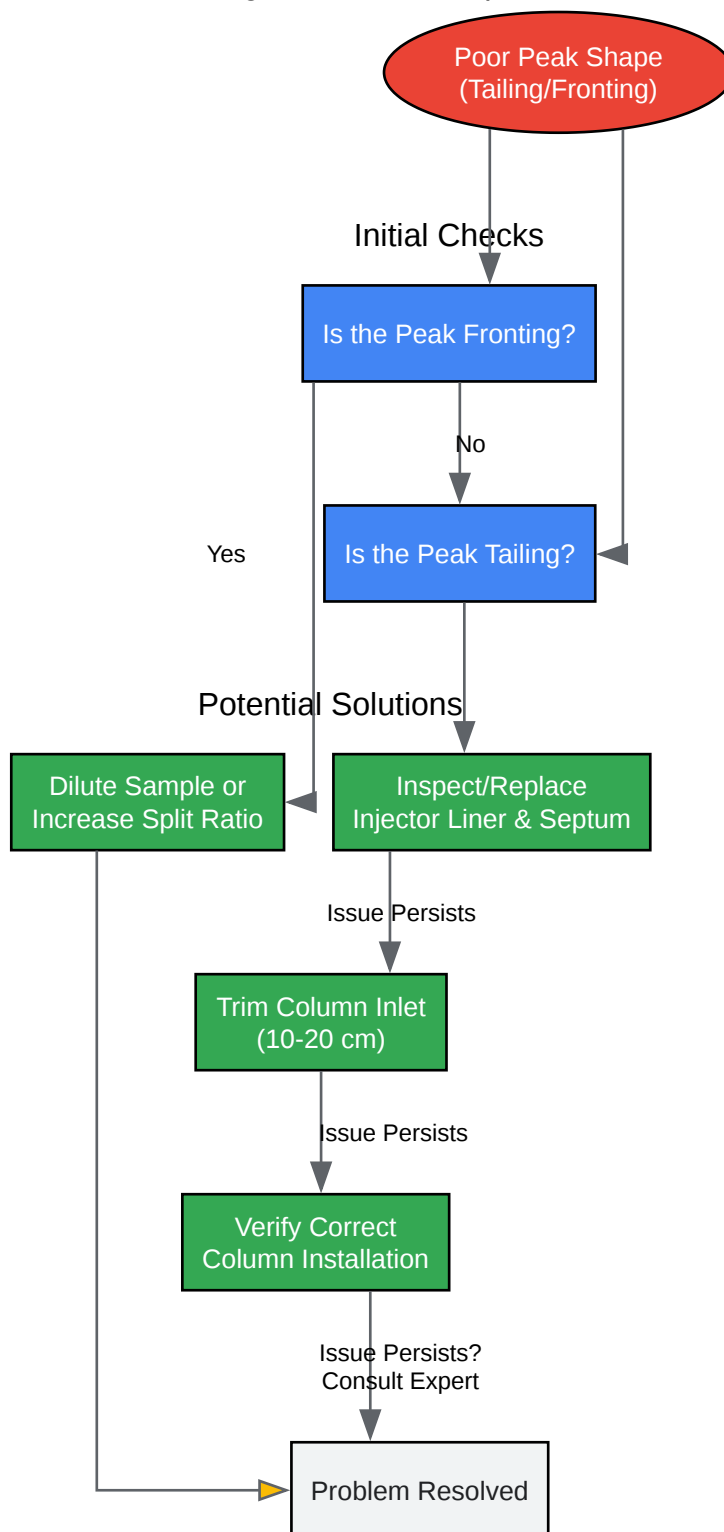 Poor Peak Shape
(Tailing/Fronting)
Initial Checks
Is the Peak Fronting?
No
Is the Peak Tailing?
Yes
Potential Solutions
Dilute Sample or
Increase Split Ratio
Inspect/Replace
Injector Liner & Septum
Issue Persists
Trim Column Inlet
(10-20 cm)
Issue Persists
Verify Correct
Column Installation
Issue Persists?
Consult Expert
Problem Resolved